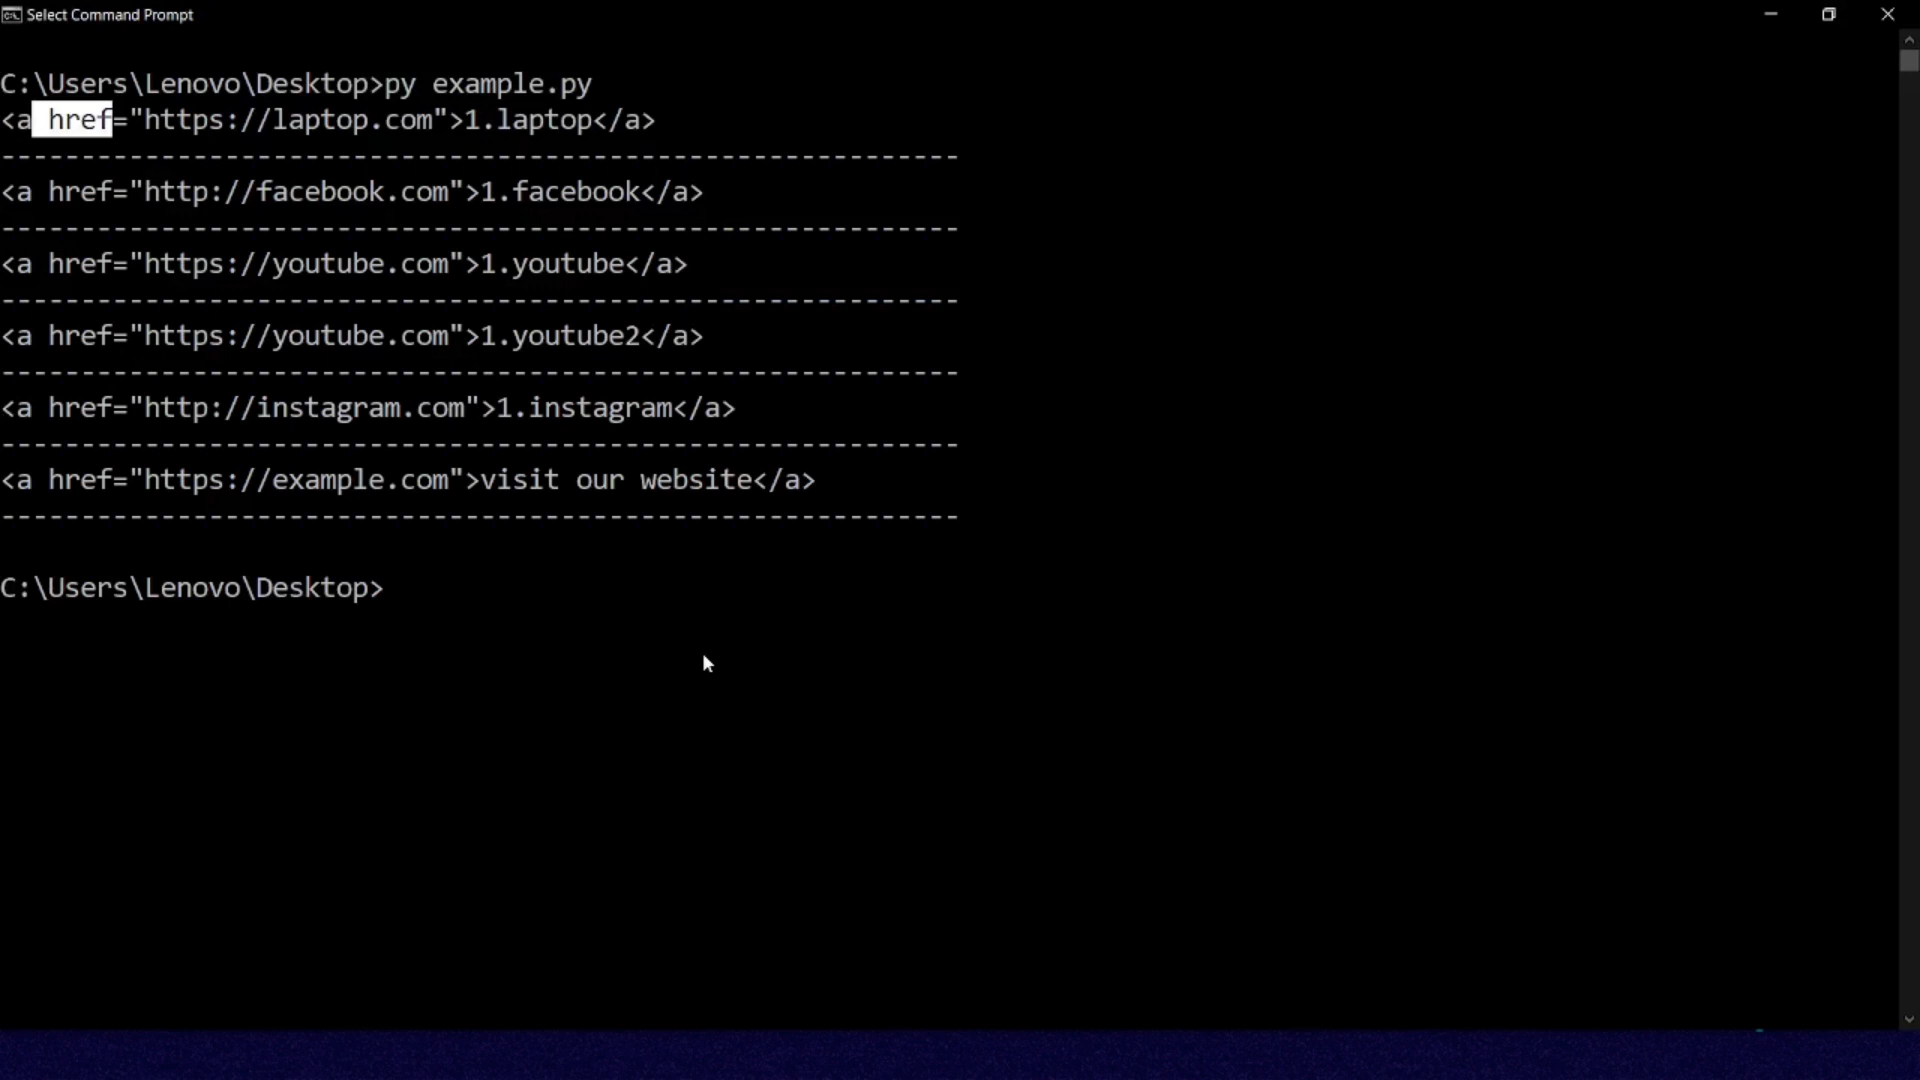 Select Command Prompt
C:\Users\Lenovo\Desktop>py example.py
<a href="https://laptop.com">1.laptop</a>
------------------------------------------------------------
<a href="http://facebook.com">1.facebook</a>
------------------------------------------------------------
<a href="https://youtube.com">1.youtube</a>
------------------------------------------------------------
<a href="https://youtube.com">1.youtube2</a>
------------------------------------------------------------
<a href="http://instagram.com">1.instagram</a>
------------------------------------------------------------
<a href="https://example.com">visit our website</a>
------------------------------------------------------------
C:\Users\Lenovo\Desktop>